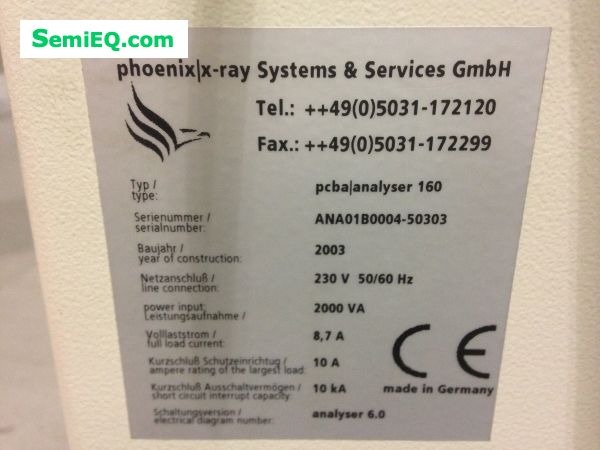 SemiEQ.com
phoenix|x-ray Systems & Services GmbH
Tel.: ++49(0)5031-172120
Fax.: ++49(0)5031-172299
Typ /
type: pcba|analyser 160
Serienummer /
serialnumber: ANA01B0004-50303
Baujahr /
year of construction: 2003
Netzanschluß /
line connection: 230 V 50/60 Hz
power input:
Leistungsaufnahme / 2000 VA
Volllaststrom /
full load current: 8,7 A
Kurzschluß Schutzeinrichtug /
ampere rating of the largest load: 10 A
Kurzschluß Ausschaltvermögen /
short circuit interrupt capacity: 10 kA
Schaltungsversion /
electrical diagram number: analyser 6.0
CE
made in Germany